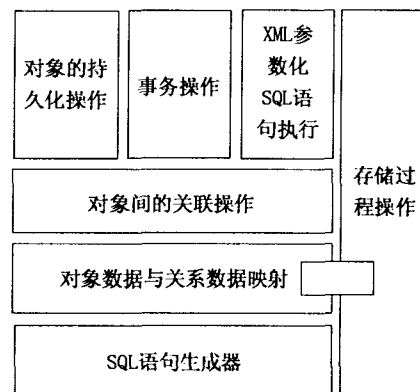 对象的持
久化操作
事务操作
XML参
数化
SQL语
句执行
存储过
程操作
对象间的关联操作
对象数据与关系数据映射
SQL语句生成器